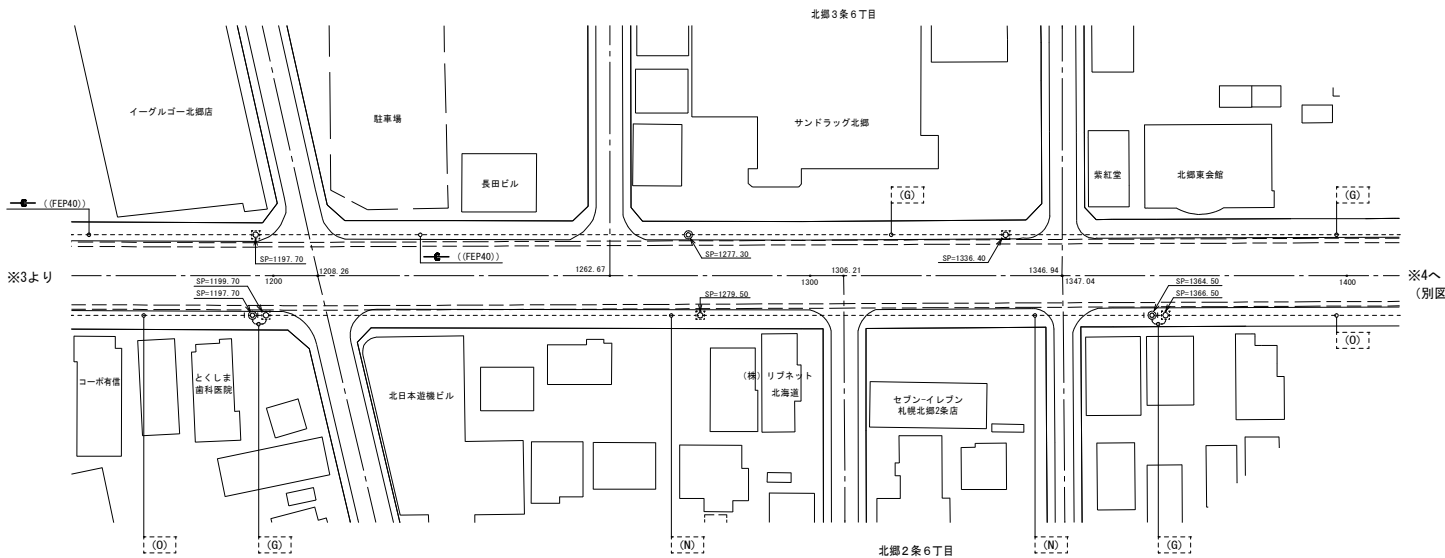 北郷3条6丁目
イーグルゴー北郷店
駐車場
長田ビル
サンドラッグ北郷
紫紅堂
北郷東会館
((FEP40))
(G)
(G)
SP=1197.70
((FEP40))
SP=1277.30
SP=1336.40
※3より
1200
1208.26
1262.67
1300
1306.21
1346.94
1347.04
1400
※4へ
(別図
SP=1199.70
SP=1197.70
SP=1279.50
SP=1364.50
SP=1366.50
(O)
コーポ有信
とくしま
歯科医院
北日本遊機ビル
(株)リブネット
北海道
セブン-イレブン
札幌北郷2条店
(O)
(G)
(N)
(N)
(G)
北郷2条6丁目